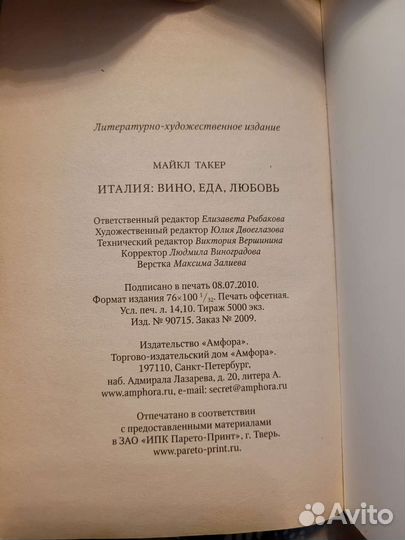 Литературно-художественное издание
МАЙКЛ ТАКЕР
ИТАЛИЯ: ВИНО, ЕДА, ЛЮБОВЬ
Ответственный редактор Елизавета Рыбакова
Художественный редактор Юлия Двоеглазова
Технический редактор Виктория Вершинина
Корректор Людмила Виноградова
Верстка Максима Залиева
Подписано в печать 08.07.2010.
Формат издания 76×100 1/32. Печать офсетная.
Усл. печ. л. 14,10. Тираж 5000 экз.
Изд. № 90715. Заказ № 2009.
Издательство «Амфора».
Торгово-издательский дом «Амфора».
197110, Санкт-Петербург,
наб. Адмирала Лазарева, д. 20, литера А.
www.amphora.ru, e-mail: secret@amphora.ru
Отпечатано в соответствии
с предоставленными материалами
в ЗАО «ИПК Парето-Принт», г. Тверь.
www.pareto-print.ru.
Avito